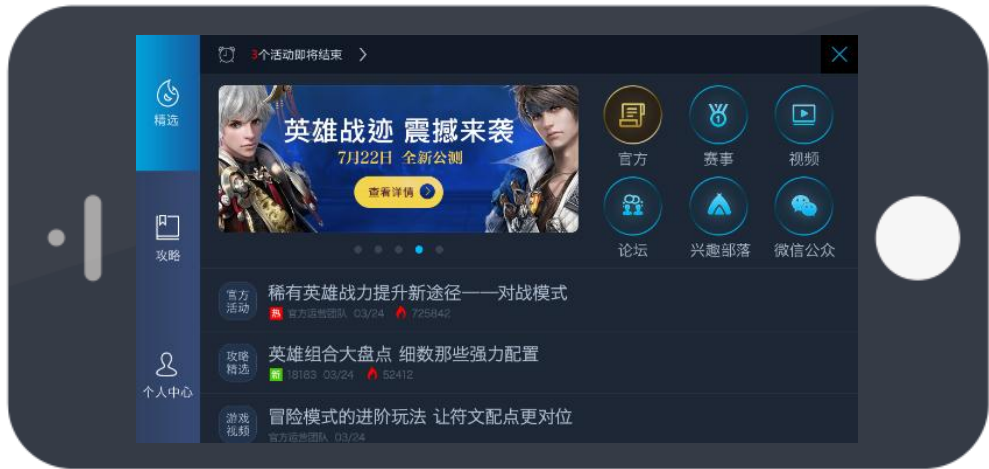 3个活动即将结束
精选
攻略
个人中心
英雄战迹 震撼来袭
7月22日 全新公测
查看详情
官方
赛事
视频
论坛
兴趣部落
微信公众
官方
活动
稀有英雄战力提升新途径——对战模式
热 官方运营团队 03/24 725842
攻略
精选
英雄组合大盘点 细数那些强力配置
新 18183 03/24 52412
游戏
视频
冒险模式的进阶玩法 让符文配点更对位
官方运营团队 03/24